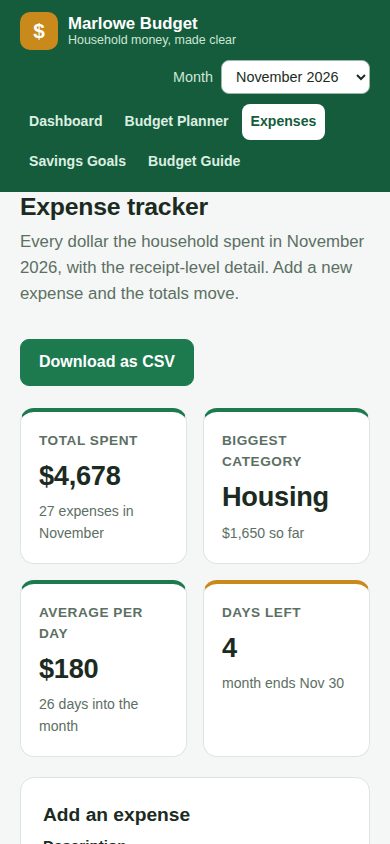 $
Marlowe Budget
Household money, made clear
Month
November 2026
Dashboard
Budget Planner
Expenses
Savings Goals
Budget Guide
Expense tracker
Every dollar the household spent in November
2026, with the receipt-level detail. Add a new
expense and the totals move.
Download as CSV
TOTAL SPENT
$4,678
27 expenses in
November
BIGGEST
CATEGORY
Housing
$1,650 so far
AVERAGE PER
DAY
$180
26 days into the
month
DAYS LEFT
4
month ends Nov 30
Add an expense
Description